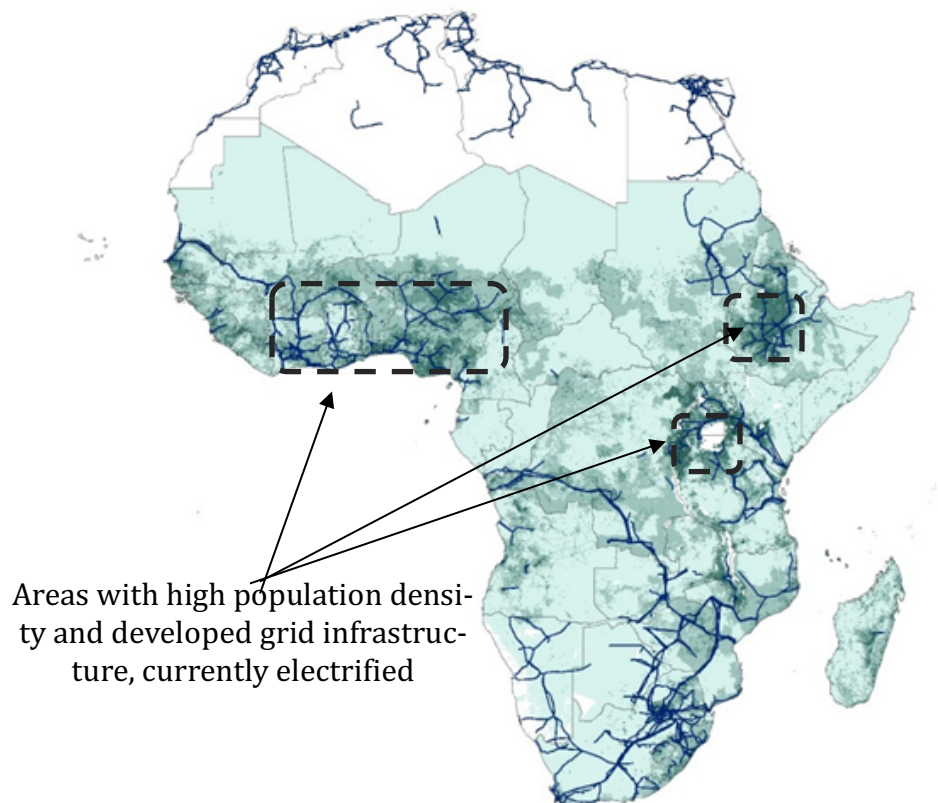 Areas with high population densi-
ty and developed grid infrastruc-
ture, currently electrified